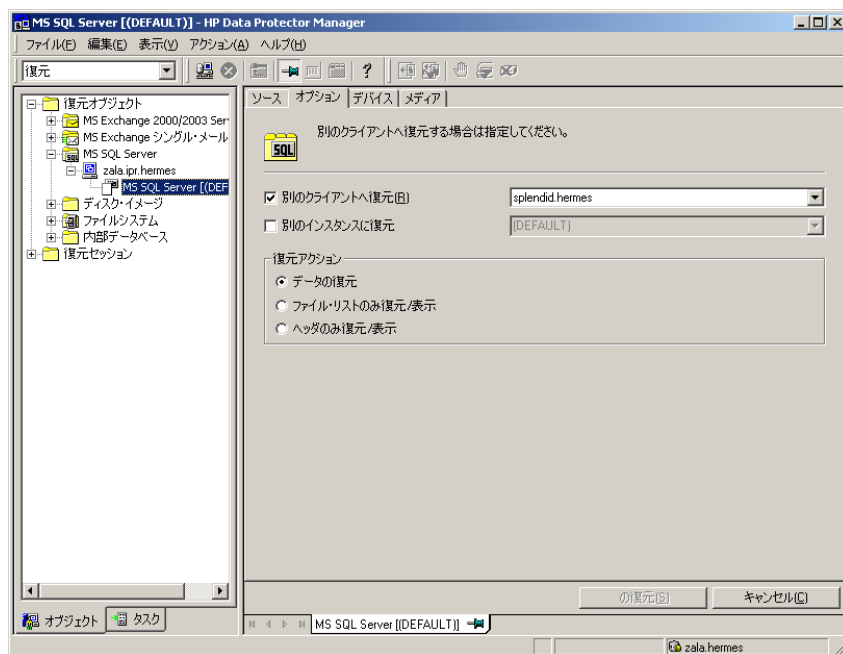 MS SQL Server [(DEFAULT)] - HP Data Protector Manager
ファイル(F) 編集(E) 表示(V) アクション(A) ヘルプ(H)
復元
復元オブジェクト
MS Exchange 2000/2003 Ser
MS Exchange シングル・メール
MS SQL Server
zala.ipr.hermes
MS SQL Server [(DEF
ディスク・イメージ
ファイルシステム
内部データベース
復元セッション
オブジェクト タスク
ソース オプション デバイス メディア
SQL
別のクライアントへ復元する場合は指定してください。
別のクライアントへ復元(R) splendid.hermes
別のインスタンスに復元 (DEFAULT)
復元アクション
データの復元
ファイル・リストのみ復元/表示
ヘッダのみ復元/表示
の復元(S) キャンセル(C)
MS SQL Server [(DEFAULT)]
zala.hermes